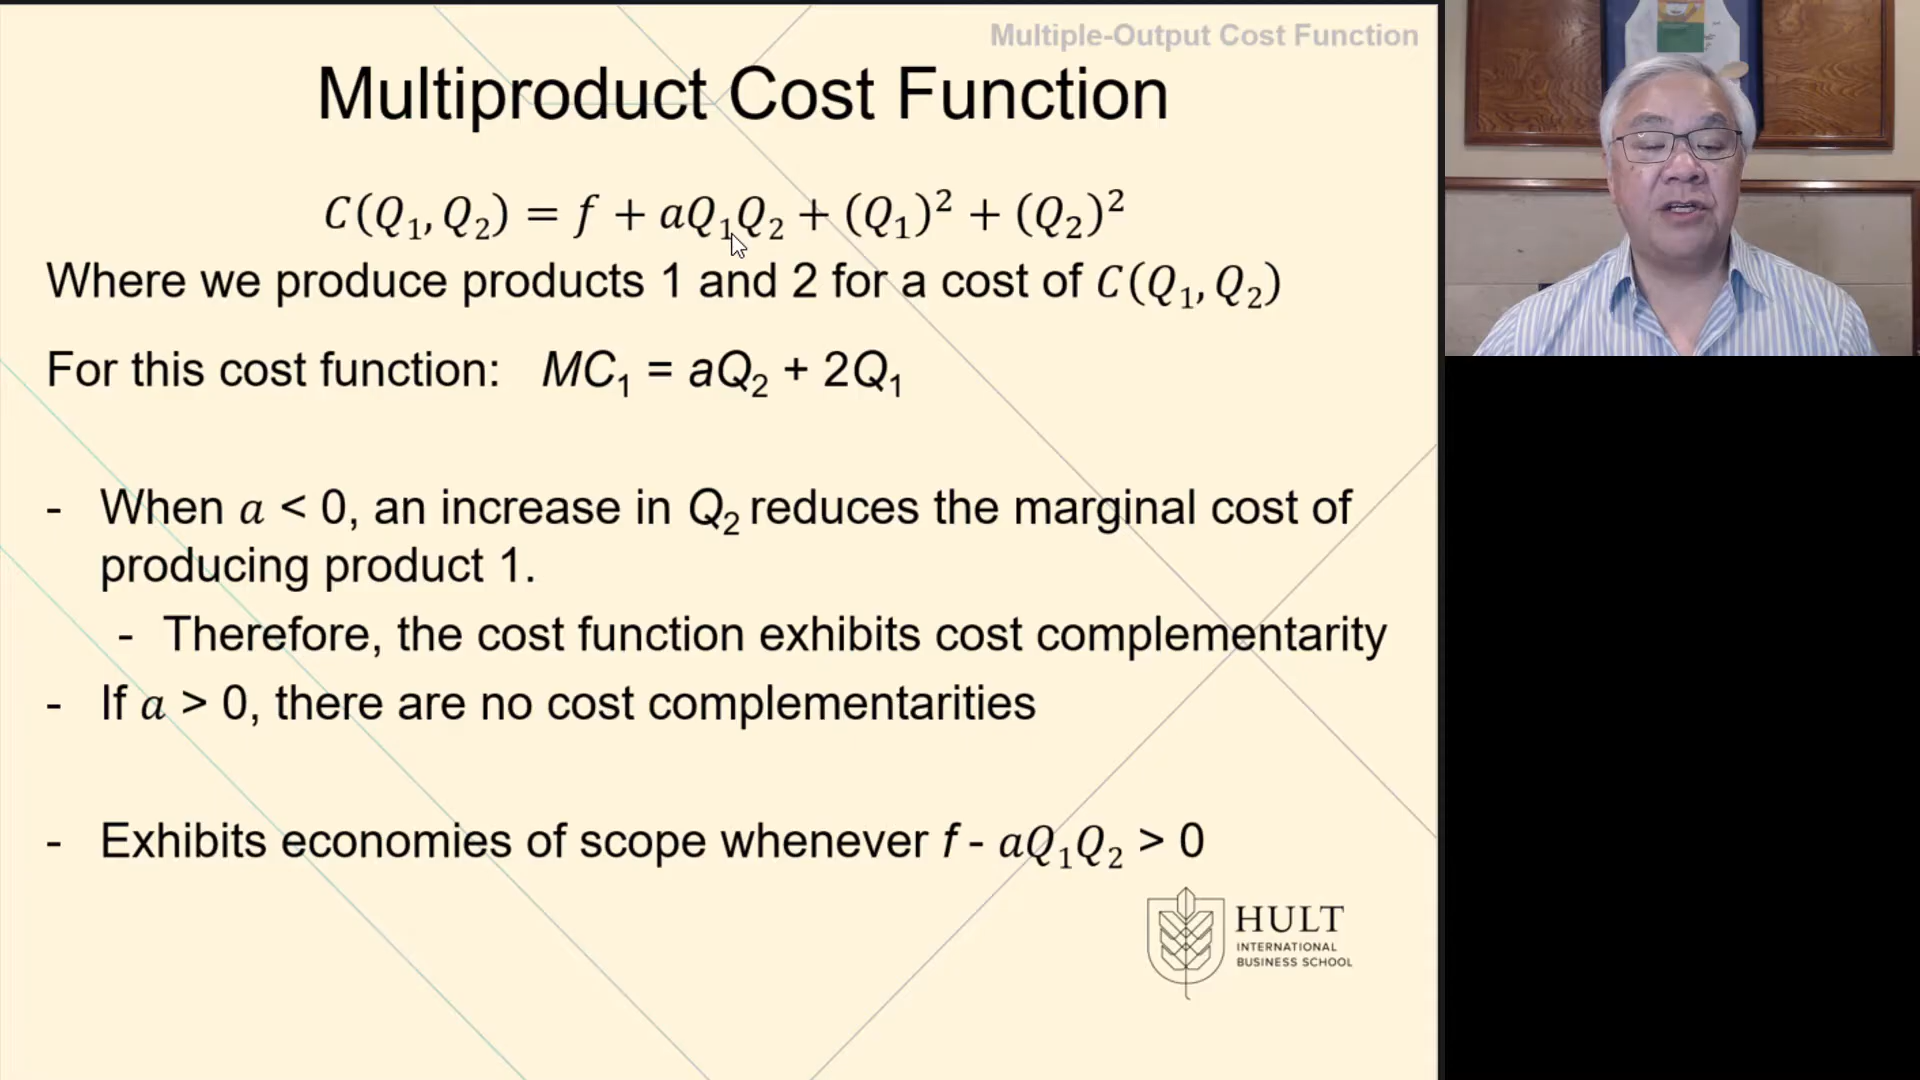 Multiple-Output Cost Function
Multiproduct Cost Function
C(Q₁, Q₂) = f + aQ₁Q₂ + (Q₁)² + (Q₂)²
Where we produce products 1 and 2 for a cost of C(Q₁, Q₂)
For this cost function: MC₁ = aQ₂ + 2Q₁
- When a < 0, an increase in Q₂ reduces the marginal cost of
producing product 1.
- Therefore, the cost function exhibits cost complementarity
- If a > 0, there are no cost complementarities
- Exhibits economies of scope whenever f - aQ₁Q₂ > 0
HULT
INTERNATIONAL
BUSINESS SCHOOL